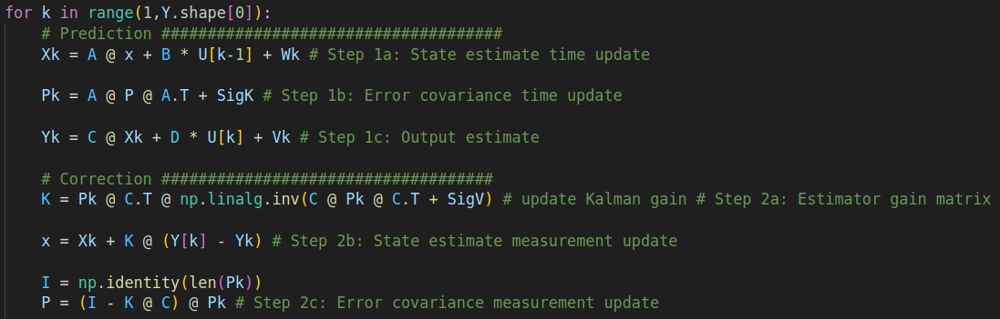 for k in range(1,Y.shape[0]):
    # Prediction #####################################
    Xk = A @ x + B * U[k-1] + Wk # Step 1a: State estimate time update
    Pk = A @ P @ A.T + SigK # Step 1b: Error covariance time update
    Yk = C @ Xk + D * U[k] + Vk # Step 1c: Output estimate
    # Correction ####################################
    K = Pk @ C.T @ np.linalg.inv(C @ Pk @ C.T + SigV) # update Kalman gain # Step 2a: Estimator gain matrix
    x = Xk + K @ (Y[k] - Yk) # Step 2b: State estimate measurement update
    I = np.identity(len(Pk))
    P = (I - K @ C) @ Pk # Step 2c: Error covariance measurement update